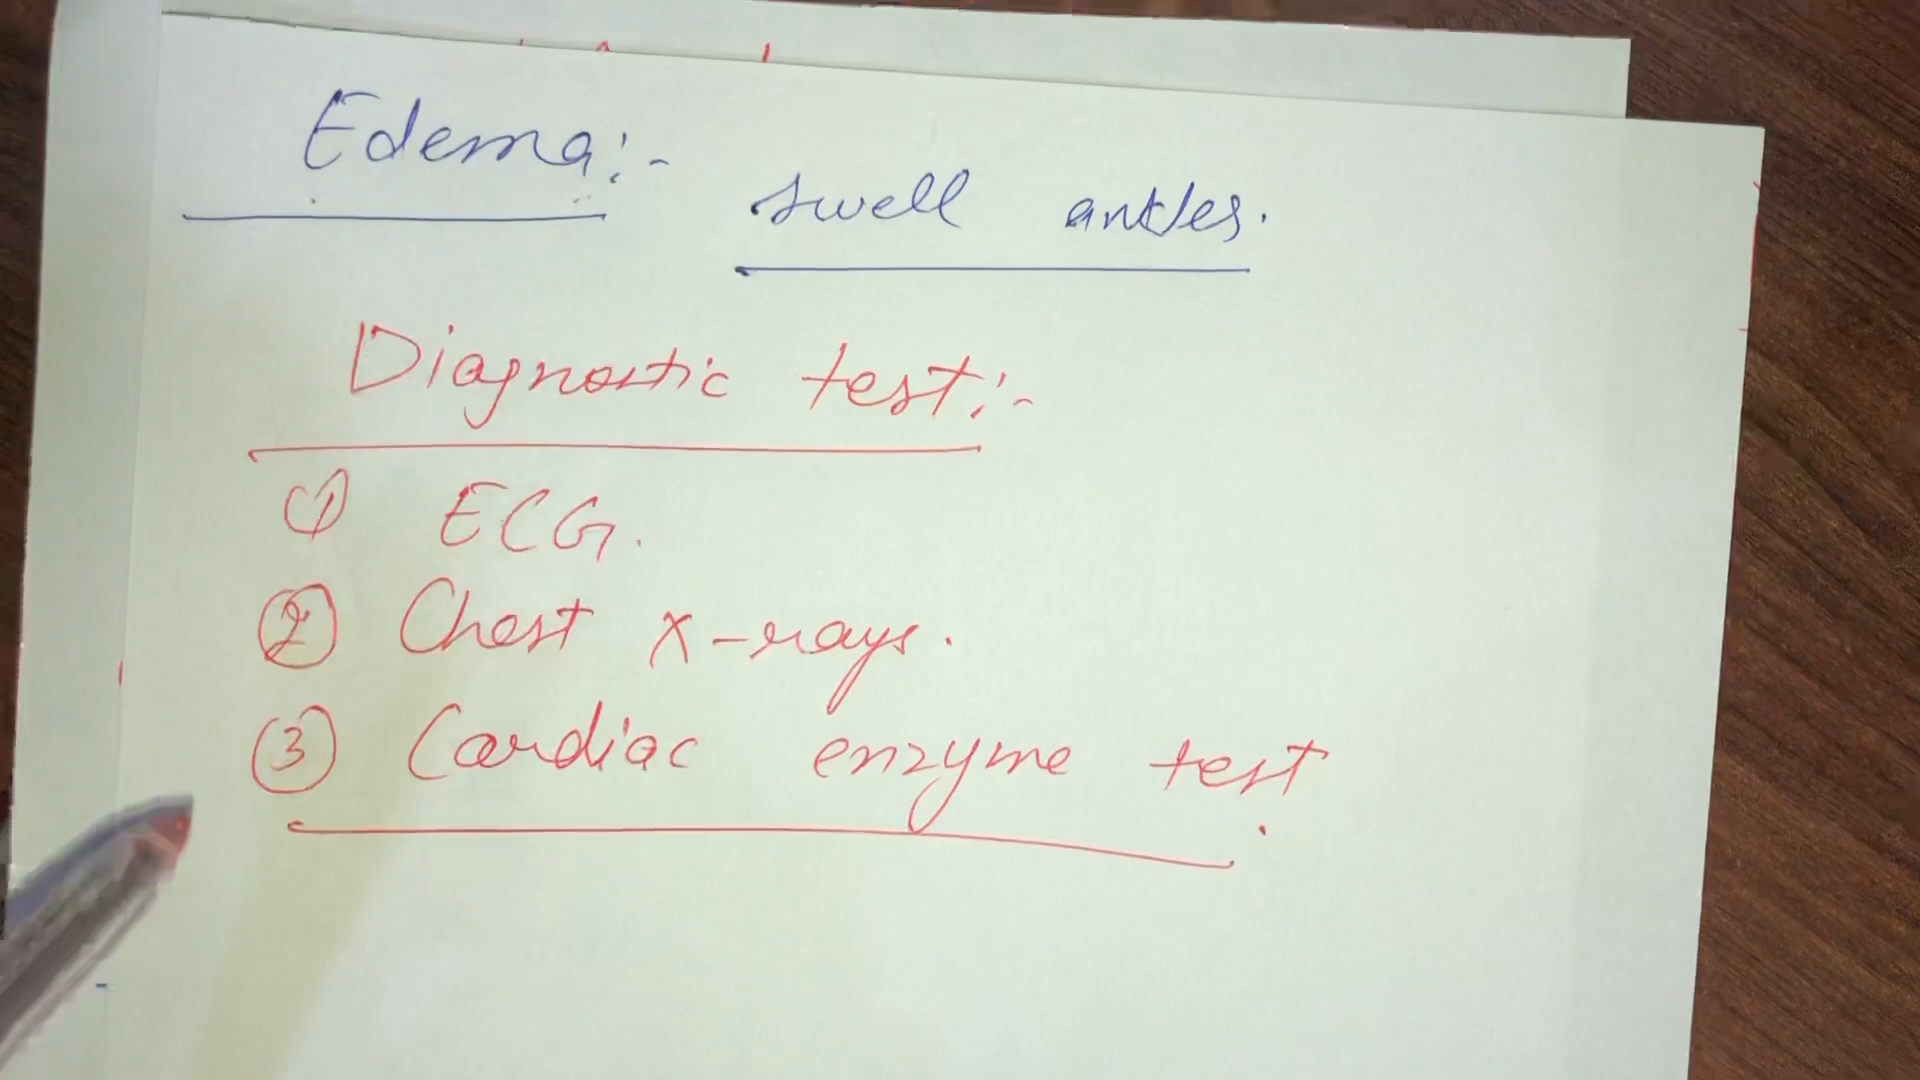 Edema:-
swell ankles.
Diagnostic test:-
① ECG.
② Chest x-rays.
③ Cardiac enzyme test.